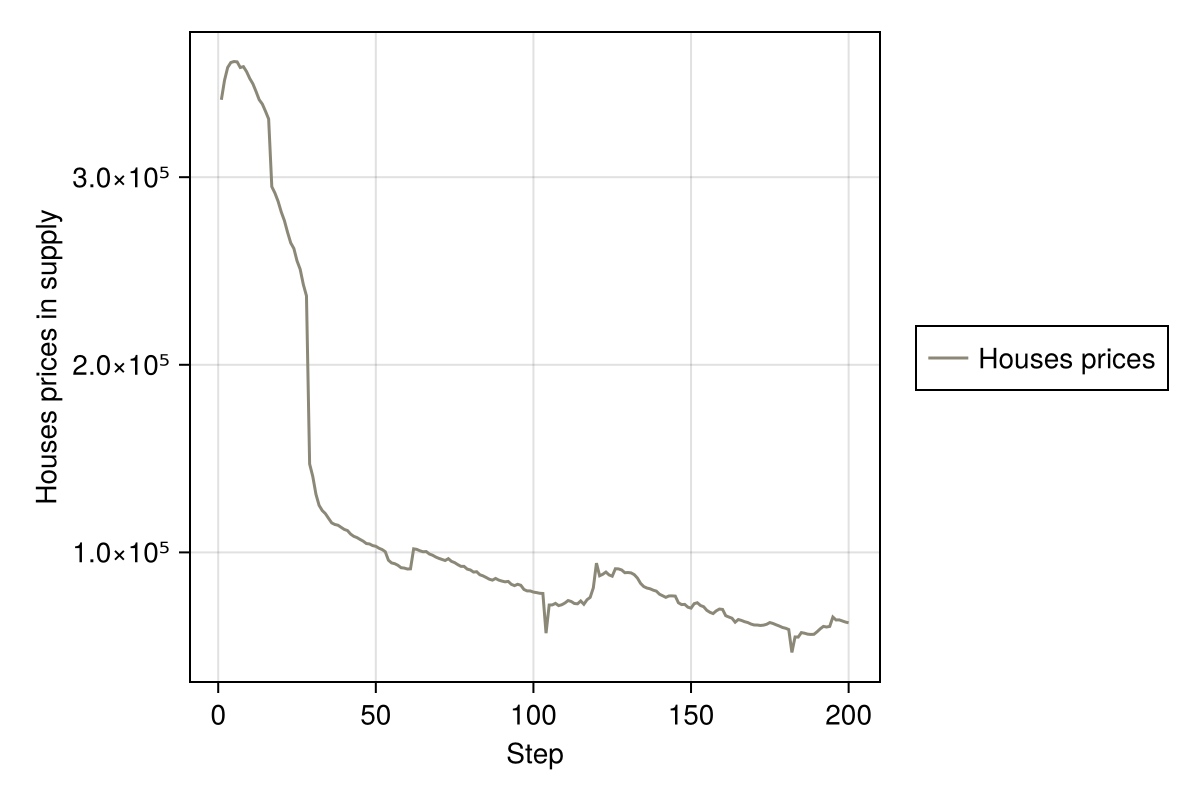 Houses prices in supply
3.0×10⁵
2.0×10⁵
1.0×10⁵
0 50 100 150 200
Step
Houses prices